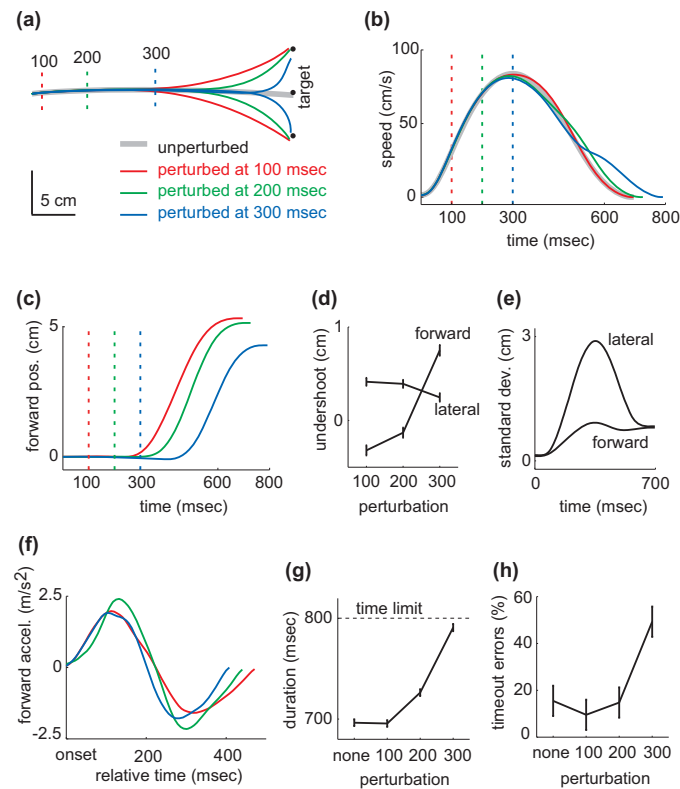 (a)
100
200
300
target
unperturbed
perturbed at 100 msec
perturbed at 200 msec
perturbed at 300 msec
5 cm
(b)
speed (cm/s)
100
50
0
100
300
600
800
time (msec)
(c)
forward pos. (cm)
5
0
100
300
600
800
time (msec)
(d)
undershoot (cm)
1
0
forward
lateral
100
200
300
perturbation
(e)
standard dev. (cm)
3
0
lateral
forward
0
700
time (msec)
(f)
forward accel. (m/s²)
2.5
0
-2.5
onset
200
400
relative time (msec)
(g)
duration (msec)
800
700
time limit
none 100 200 300
perturbation
(h)
timeout errors (%)
60
40
20
0
none 100 200 300
perturbation